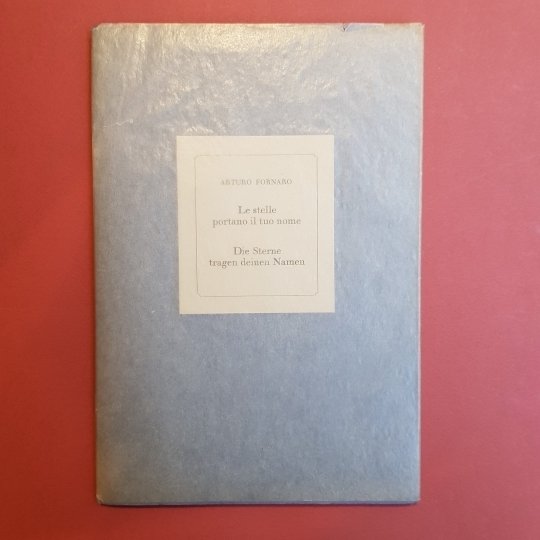 ARTURO FORNARO
Le stelle
portano il tuo nome
Die Sterne
tragen deinen Namen